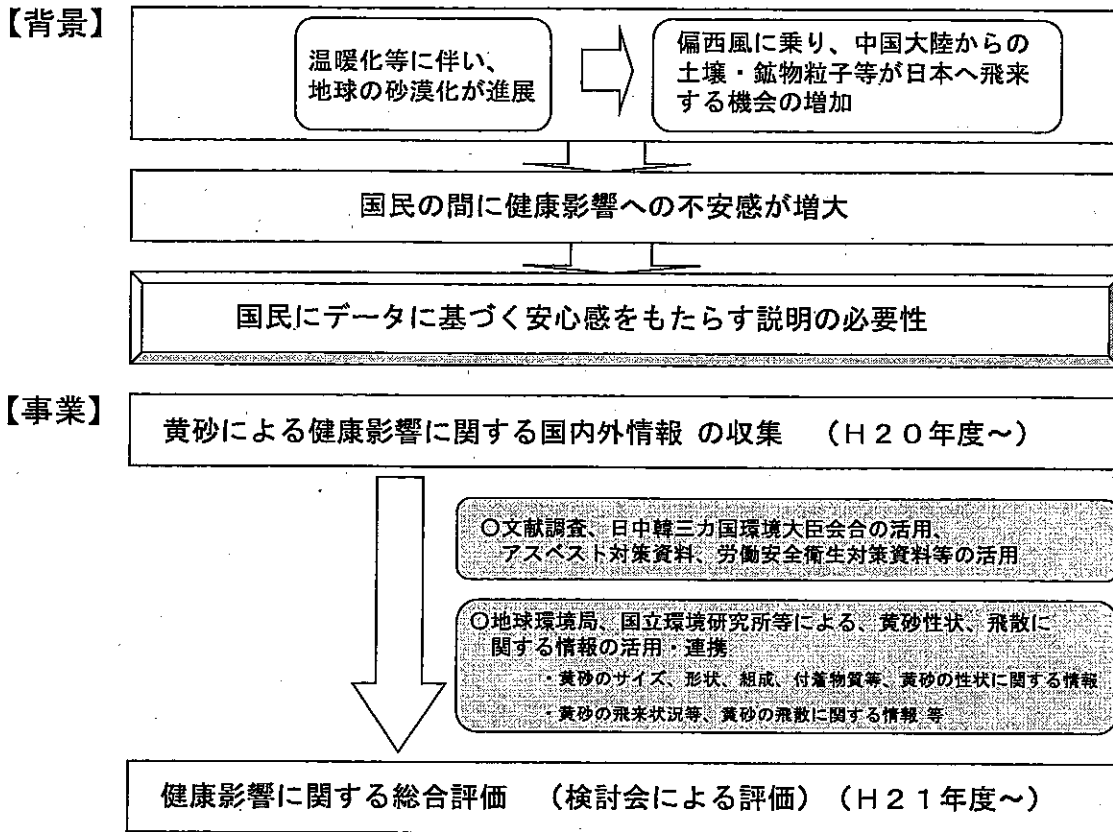 【背景】
温暖化等に伴い、
地球の砂漠化が進展
偏西風に乗り、中国大陸からの
土壌・鉱物粒子等が日本へ飛来
する機会の増加
国民の間に健康影響への不安感が増大
国民にデータに基づく安心感をもたらす説明の必要性
【事業】
黄砂による健康影響に関する国内外情報 の収集 （H２０年度～）
○文献調査、日中韓三カ国環境大臣会合の活用、
アスベスト対策資料、労働安全衛生対策資料等の活用
○地球環境局、国立環境研究所等による、黄砂性状、飛散に
関する情報の活用・連携
・黄砂のサイズ、形状、組成、付着物質等、黄砂の性状に関する情報
・黄砂の飛来状況等、黄砂の飛散に関する情報 等
健康影響に関する総合評価 （検討会による評価）（H２１年度～）